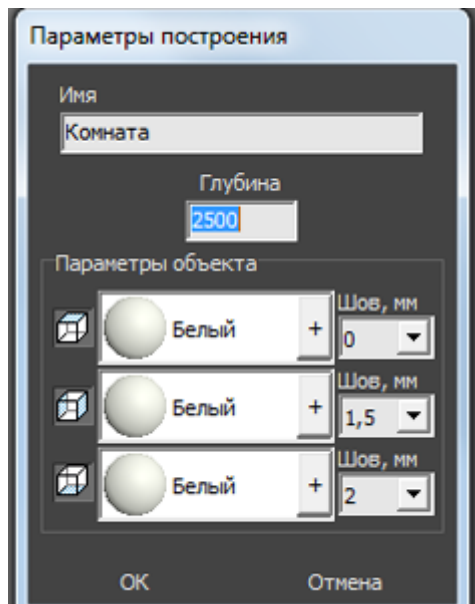 Параметры построения
Имя
Комната
Глубина
2500
Параметры объекта
Шов, мм
Белый + 0
Шов, мм
Белый + 1,5
Шов, мм
Белый + 2
ОК Отмена